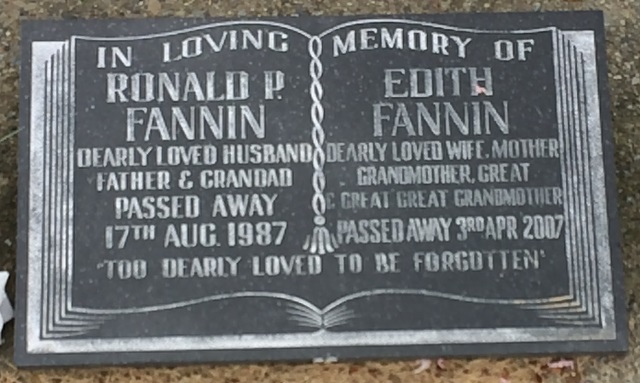 IN LOVING MEMORY OF
RONALD P.
FANNIN
DEARLY LOVED HUSBAND
FATHER & GRANDAD
PASSED AWAY
17TH AUG. 1987
EDITH
FANNIN
DEARLY LOVED WIFE, MOTHER
GRANDMOTHER, GREAT
& GREAT GREAT GRANDMOTHER
PASSED AWAY 3RD APR 2007
"TOO DEARLY LOVED TO BE FORGOTTEN"